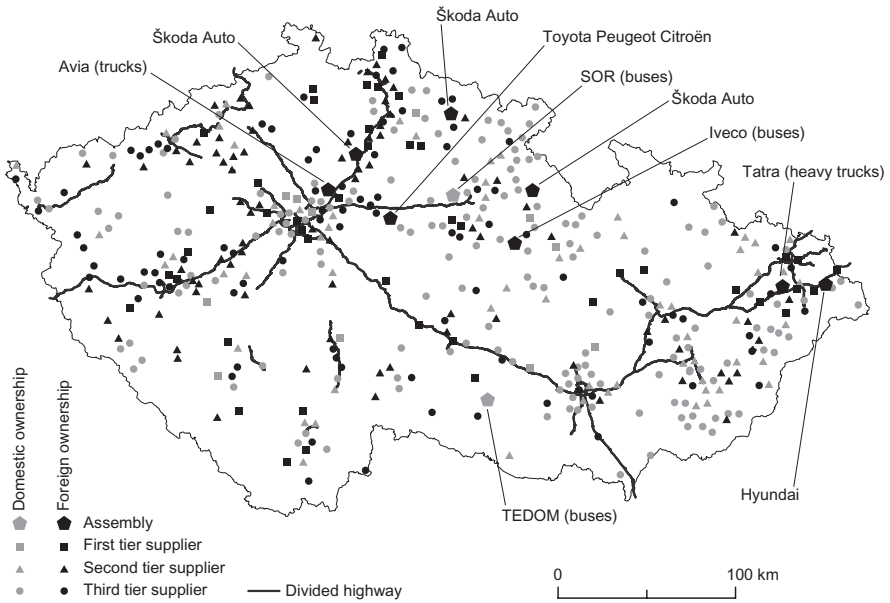 Škoda Auto
Škoda Auto
Toyota Peugeot Citroën
Avia (trucks)
SOR (buses)
Škoda Auto
Iveco (buses)
Tatra (heavy trucks)
Domestic ownership
Foreign ownership
Hyundai
TEDOM (buses)
Assembly
First tier supplier
Second tier supplier
Third tier supplier
Divided highway
0
100 km